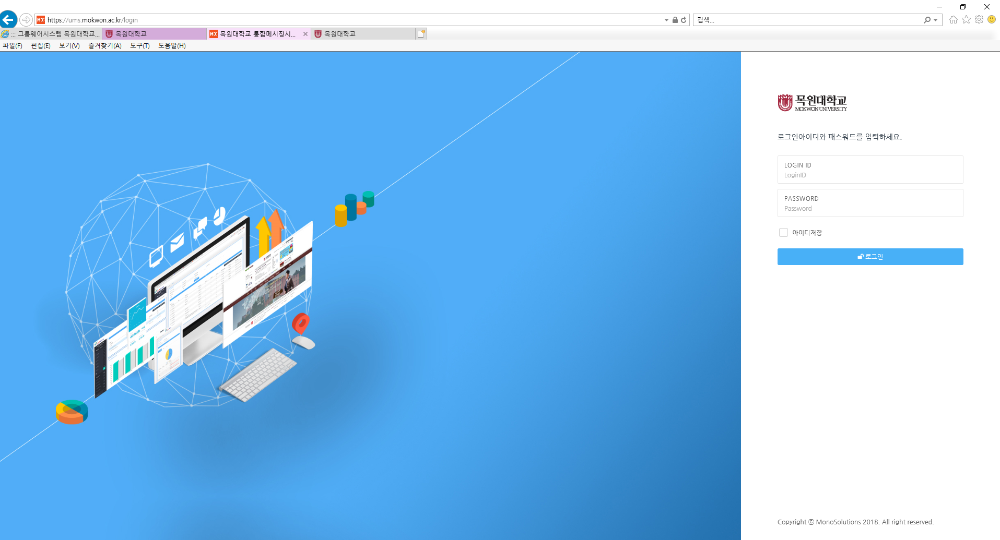 https://ums.mokwon.ac.kr/login
검색...
::: 그룹웨어시스템 목원대학교...
목원대학교
목원대학교 통합메시징시...
목원대학교
파일(F) 편집(E) 보기(V) 즐겨찾기(A) 도구(T) 도움말(H)
목원대학교
MOKWON UNIVERSITY
로그인아이디와 패스워드를 입력하세요.
LOGIN ID
LoginID
PASSWORD
Password
아이디저장
로그인
Copyright ⓒ MonoSolutions 2018. All right reserved.